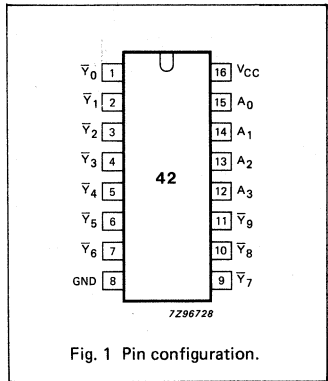 Y̅0 1 16 VCC
Y̅1 2 15 A0
Y̅2 3 14 A1
Y̅3 4 13 A2
42
Y̅4 5 12 A3
Y̅5 6 11 Y̅9
Y̅6 7 10 Y̅8
GND 8 9 Y̅7
7Z96728
Fig. 1 Pin configuration.